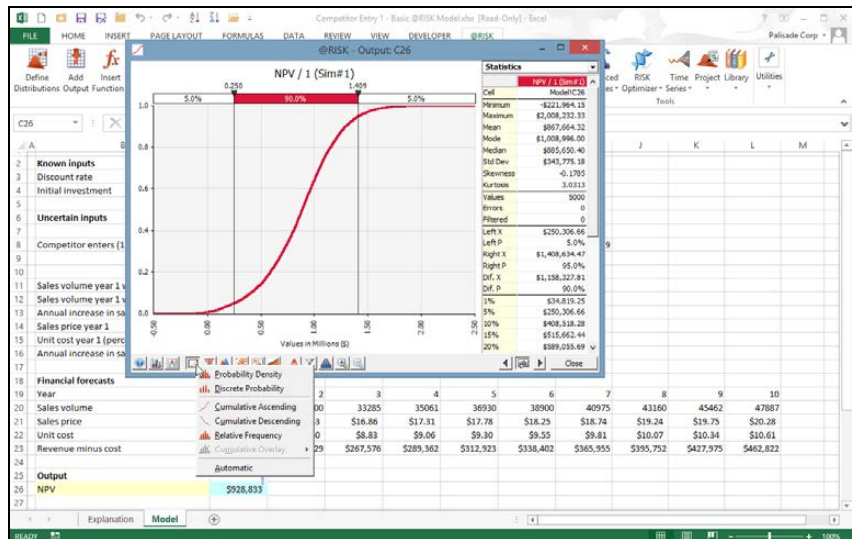 Competitor Entry 1 - Basic @RISK Model.xlsx [Read-Only] - Excel
FILE HOME INSERT PAGE LAYOUT FORMULAS DATA REVIEW VIEW DEVELOPER @RISK Palisade Corp
@RISK - Output: C26
Define Distributions
Add Output
Insert Function
RISK Optimizer
Time Series
Project
Library
Utilities
Tools
C26
NPV / 1 (Sim#1)
0.250 1.409
5.0% 90.0% 5.0%
1.0
0.8
0.6
0.4
0.2
0.0
-0.50 0.00 0.50 1.00 1.50 2.00 2.50
Values in Millions ($)
Statistics
NPV / 1 (Sim#1)
Cell Model!C26
Minimum -$221,964.15
Maximum $2,008,232.33
Mean $867,664.32
Mode $1,008,996.00
Median $885,650.40
Std Dev $343,775.18
Skewness -0.1785
Kurtosis 3.0313
Values 5000
Errors 0
Filtered 0
Left X $250,306.66
Left P 5.0%
Right X $1,408,634.47
Right P 95.0%
Dif. X $1,158,327.81
Dif. P 90.0%
1% $34,819.25
5% $250,306.66
10% $408,518.28
15% $515,662.44
20% $589,055.69
Close
Probability Density
Discrete Probability
Cumulative Ascending
Cumulative Descending
Relative Frequency
Cumulative Overlay
Automatic
A B J K L M
2 Known inputs
3 Discount rate
4 Initial investment
5
6 Uncertain inputs
7
8 Competitor enters (1 9
9
10
11 Sales volume year 1
12 Sales volume year 1
13 Annual increase in sa
14 Sales price year 1
15 Unit cost year 1 (perc
16 Annual increase in sa
17
18 Financial forecasts
19 Year 2 3 4 5 6 7 8 9 10
20 Sales volume 00 33285 35061 36930 38900 40975 43160 45462 47887
21 Sales price 3 $16.86 $17.31 $17.78 $18.25 $18.74 $19.24 $19.75 $20.28
22 Unit cost 0 $8.83 $9.06 $9.30 $9.55 $9.81 $10.07 $10.34 $10.61
23 Revenue minus cost 29 $267,576 $289,362 $312,923 $338,402 $365,955 $395,752 $427,975 $462,822
24
25 Output
26 NPV $928,833
27
Explanation Model
READY 100%